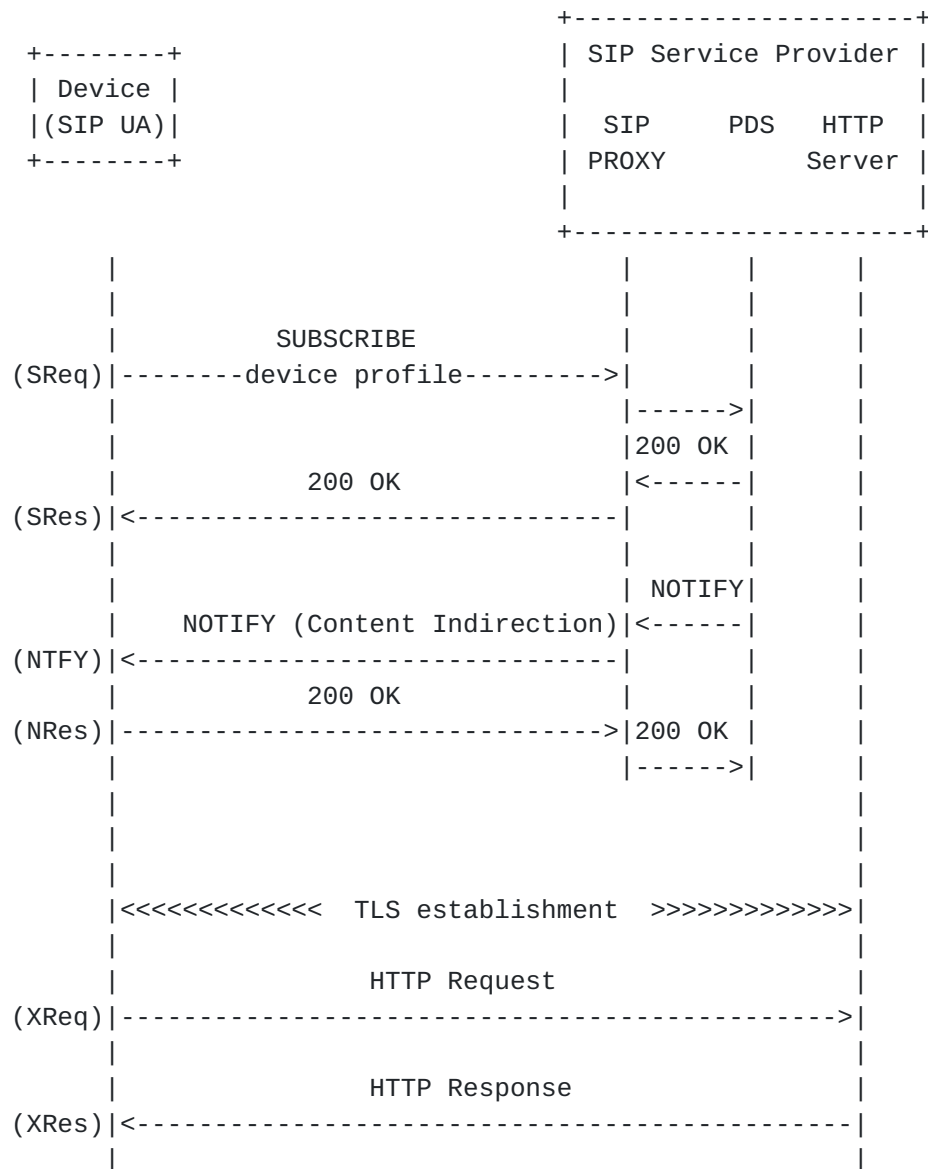 +----------------------+
+--------+ | SIP Service Provider |
| Device | | |
|(SIP UA)| | SIP PDS HTTP |
+--------+ | PROXY Server |
| |
+----------------------+
| | | |
| | | |
| SUBSCRIBE | | |
(SReq)|--------device profile--------->| | |
| |------>| |
| |200 OK | |
| 200 OK |<------| |
(SRes)|<-------------------------------| | |
| | | |
| | NOTIFY| |
| NOTIFY (Content Indirection)|<------| |
(NTFY)|<-------------------------------| | |
| 200 OK | | |
(NRes)|------------------------------->|200 OK | |
| |------>| |
| |
| |
| |
|<<<<<<<<<<<<< TLS establishment >>>>>>>>>>>>>|
| |
| HTTP Request |
(XReq)|---------------------------------------------->|
| |
| HTTP Response |
(XRes)|<----------------------------------------------|
| |